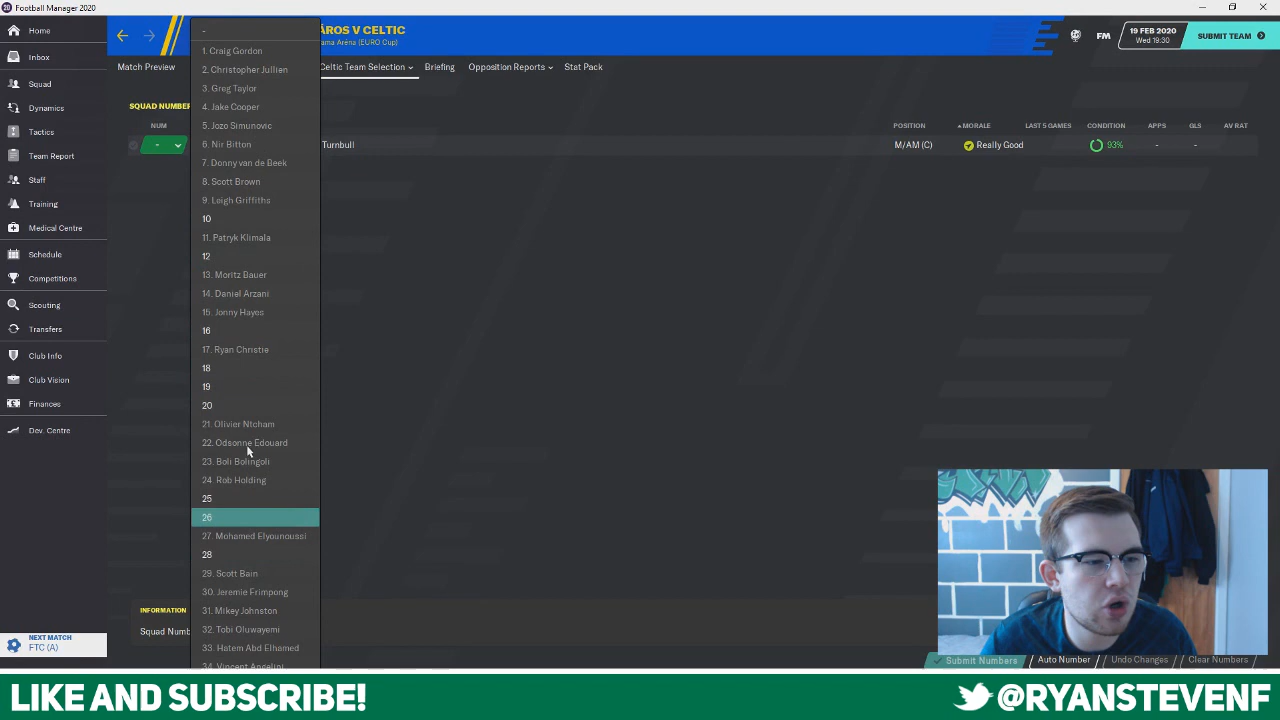 Football Manager 2020
Home
Inbox
Squad
Dynamics
Tactics
Team Report
Staff
Training
Medical Centre
Schedule
Competitions
Scouting
Transfers
Club Info
Club Vision
Finances
Dev. Centre
NEXT MATCH
FTC (A)
ÁROS V CELTIC
ama Aréna (EURO Cup)
19 FEB 2020
Wed 19:30
FM
SUBMIT TEAM
Match Preview
Celtic Team Selection
Briefing
Opposition Reports
Stat Pack
SQUAD NUMBER
NUM
POSITION
MORALE
LAST 5 GAMES
CONDITION
APPS
GLS
AV RAT
-
Turnbull
M/AM (C)
Really Good
93%
-
-
-
1. Craig Gordon
2. Christopher Jullien
3. Greg Taylor
4. Jake Cooper
5. Jozo Simunovic
6. Nir Bitton
7. Donny van de Beek
8. Scott Brown
9. Leigh Griffiths
10
11. Patryk Klimala
12
13. Moritz Bauer
14. Daniel Arzani
15. Jonny Hayes
16
17. Ryan Christie
18
19
20
21. Olivier Ntcham
22. Odsonne Edouard
23. Boli Bolingoli
24. Rob Holding
25
26
27. Mohamed Elyounoussi
28
29. Scott Bain
30. Jeremie Frimpong
31. Mikey Johnston
32. Tobi Oluwayemi
33. Hatem Abd Elhamed
34. Vincent Angelini
INFORMATION
Squad Numb
Submit Numbers
Auto Number
Undo Changes
Clear Numbers
LIKE AND SUBSCRIBE!
@RYANSTEVENF